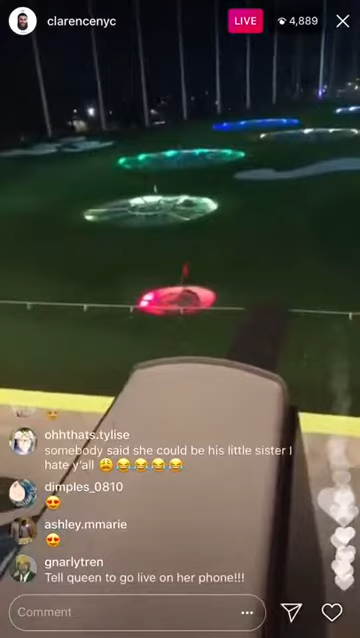 clarencenyc
LIVE
4,889
ohhthats.tylise
somebody said she could be his little sister I
hate y'all 😩😂😂😂😂
dimples_0810
😍
ashley.mmarie
😍
gnarlytren
Tell queen to go live on her phone!!!
Comment